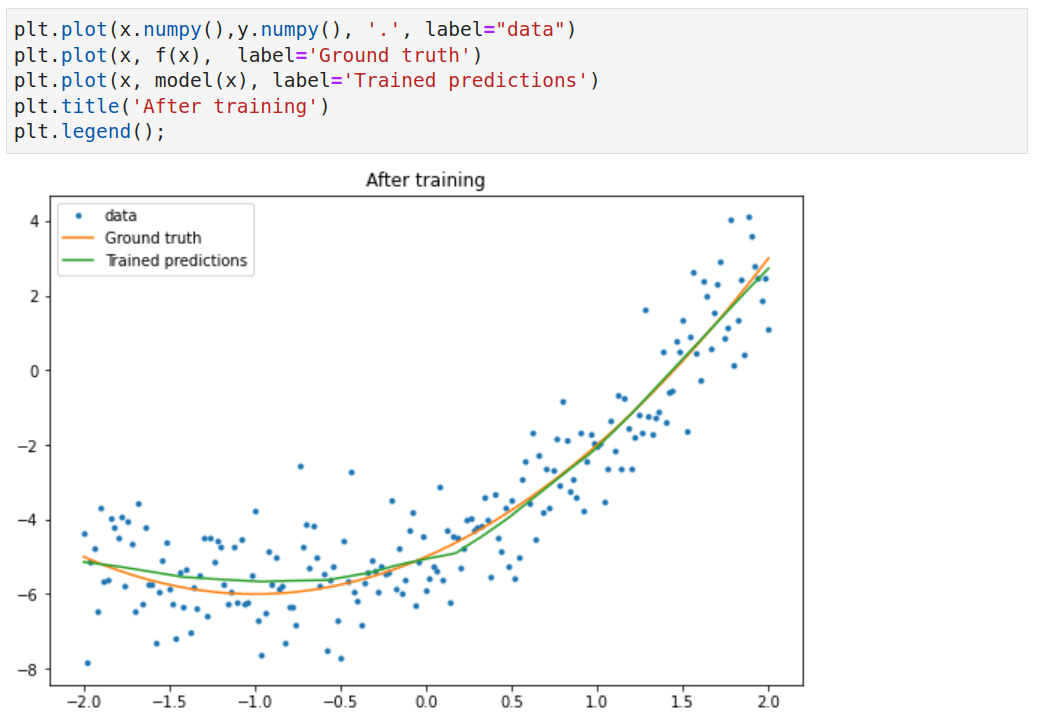 plt.plot(x.numpy(),y.numpy(), '.', label="data")
plt.plot(x, f(x),  label='Ground truth')
plt.plot(x, model(x), label='Trained predictions')
plt.title('After training')
plt.legend();
After training
data
Ground truth
Trained predictions
4
2
0
−2
−4
−6
−8
−2.0 −1.5 −1.0 −0.5 0.0 0.5 1.0 1.5 2.0